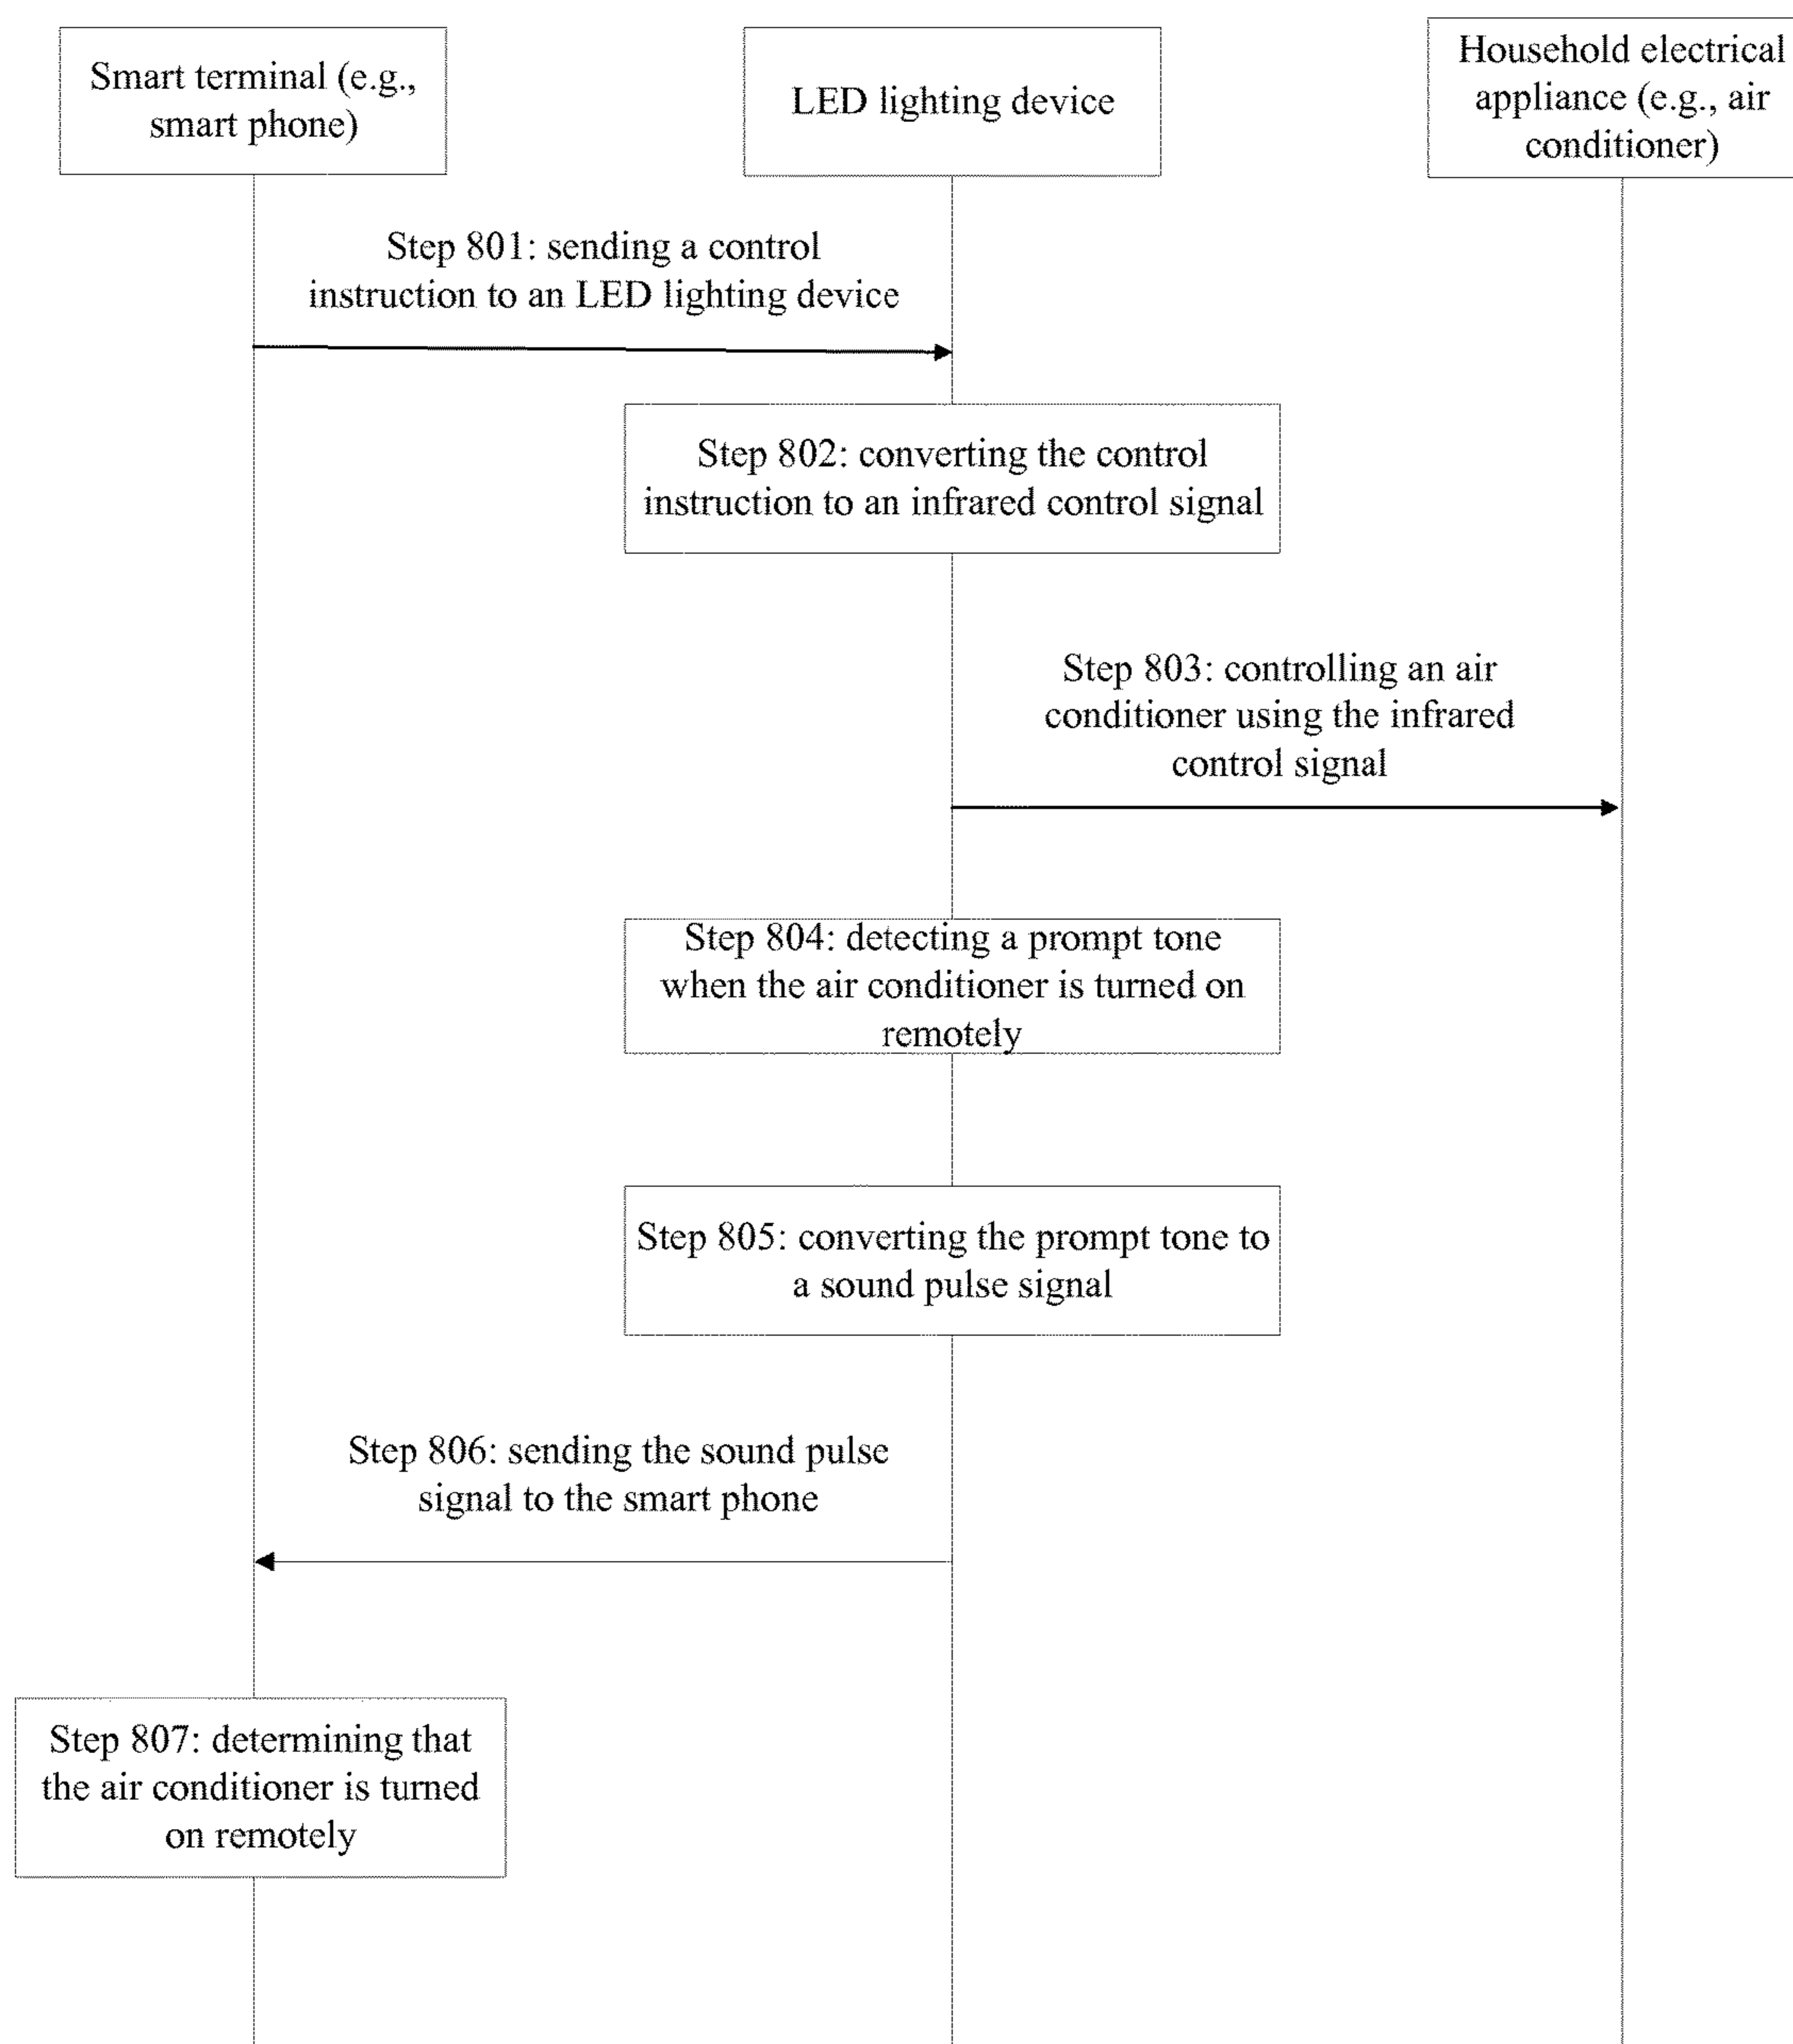 Smart terminal (e.g.,
smart phone)
LED lighting device
Household electrical
appliance (e.g., air
conditioner)
Step 801: sending a control
instruction to an LED lighting device
Step 802: converting the control
instruction to an infrared control signal
Step 803: controlling an air
conditioner using the infrared
control signal
Step 804: detecting a prompt tone
when the air conditioner is turned on
remotely
Step 805: converting the prompt tone to
a sound pulse signal
Step 806: sending the sound pulse
signal to the smart phone
Step 807: determining that
the air conditioner is turned
on remotely